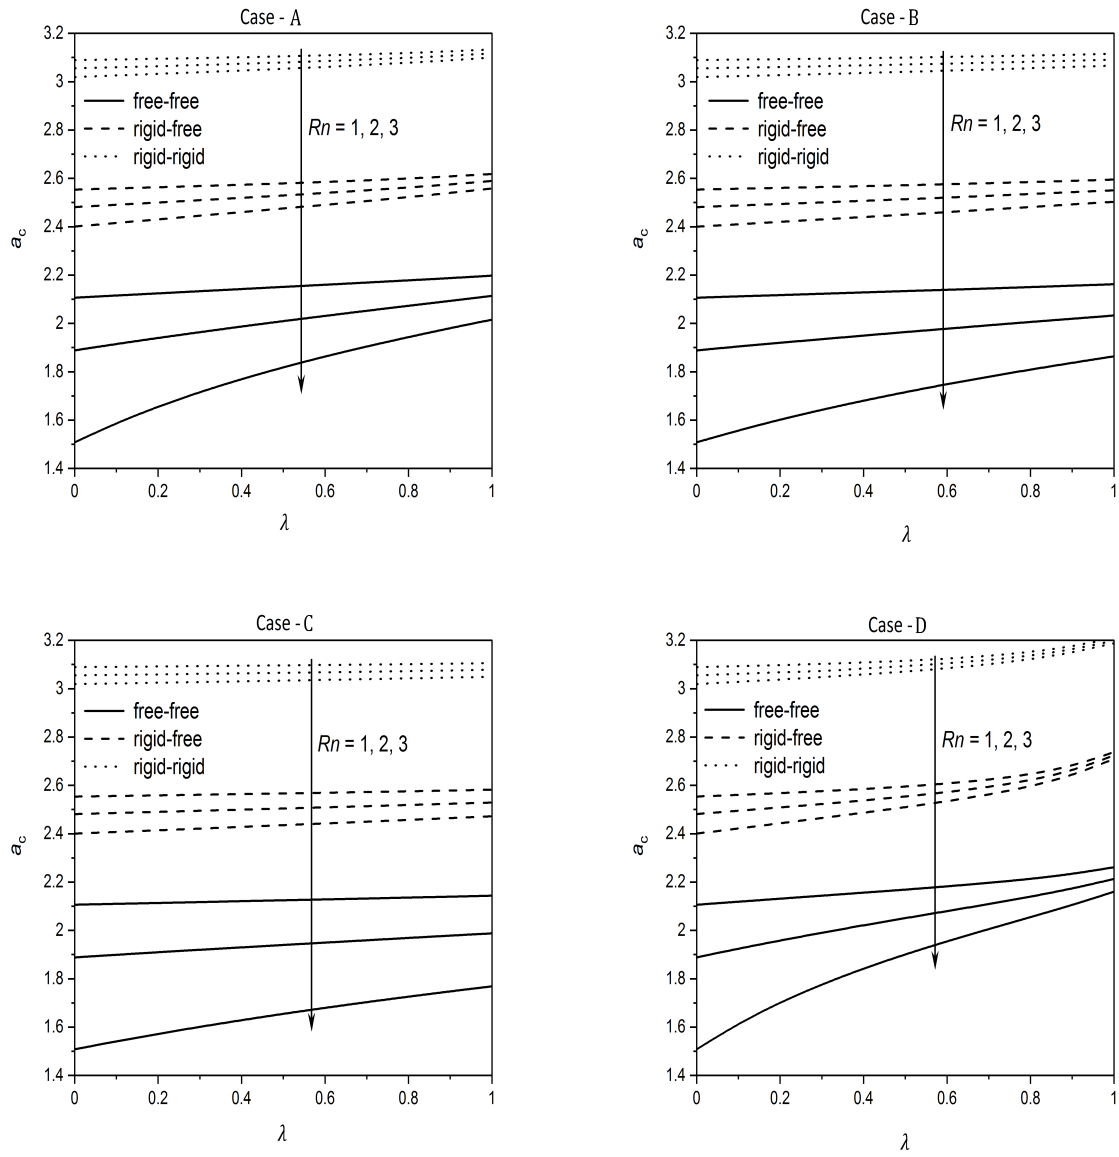 Case - A
3.2
3
2.8
2.6
2.4
2.2
2
1.8
1.6
1.4
a_c
free-free
rigid-free
rigid-rigid
Rn = 1, 2, 3
0 0.2 0.4 0.6 0.8 1
λ
Case - B
3.2
3
2.8
2.6
2.4
2.2
2
1.8
1.6
1.4
a_c
free-free
rigid-free
rigid-rigid
Rn = 1, 2, 3
0 0.2 0.4 0.6 0.8 1
λ
Case - C
3.2
3
2.8
2.6
2.4
2.2
2
1.8
1.6
1.4
a_c
free-free
rigid-free
rigid-rigid
Rn = 1, 2, 3
0 0.2 0.4 0.6 0.8 1
λ
Case - D
3.2
3
2.8
2.6
2.4
2.2
2
1.8
1.6
1.4
a_c
free-free
rigid-free
rigid-rigid
Rn = 1, 2, 3
0 0.2 0.4 0.6 0.8 1
λ